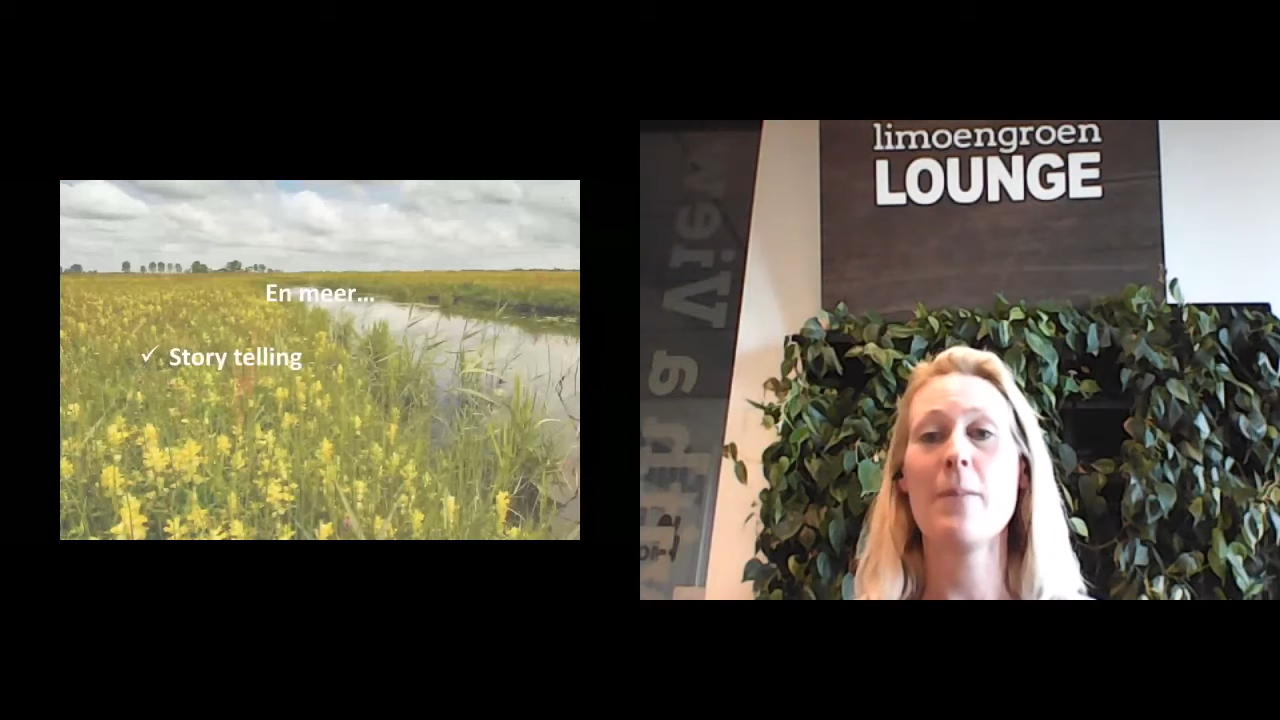 En meer...
✓ Story telling
limoengroen
LOUNGE